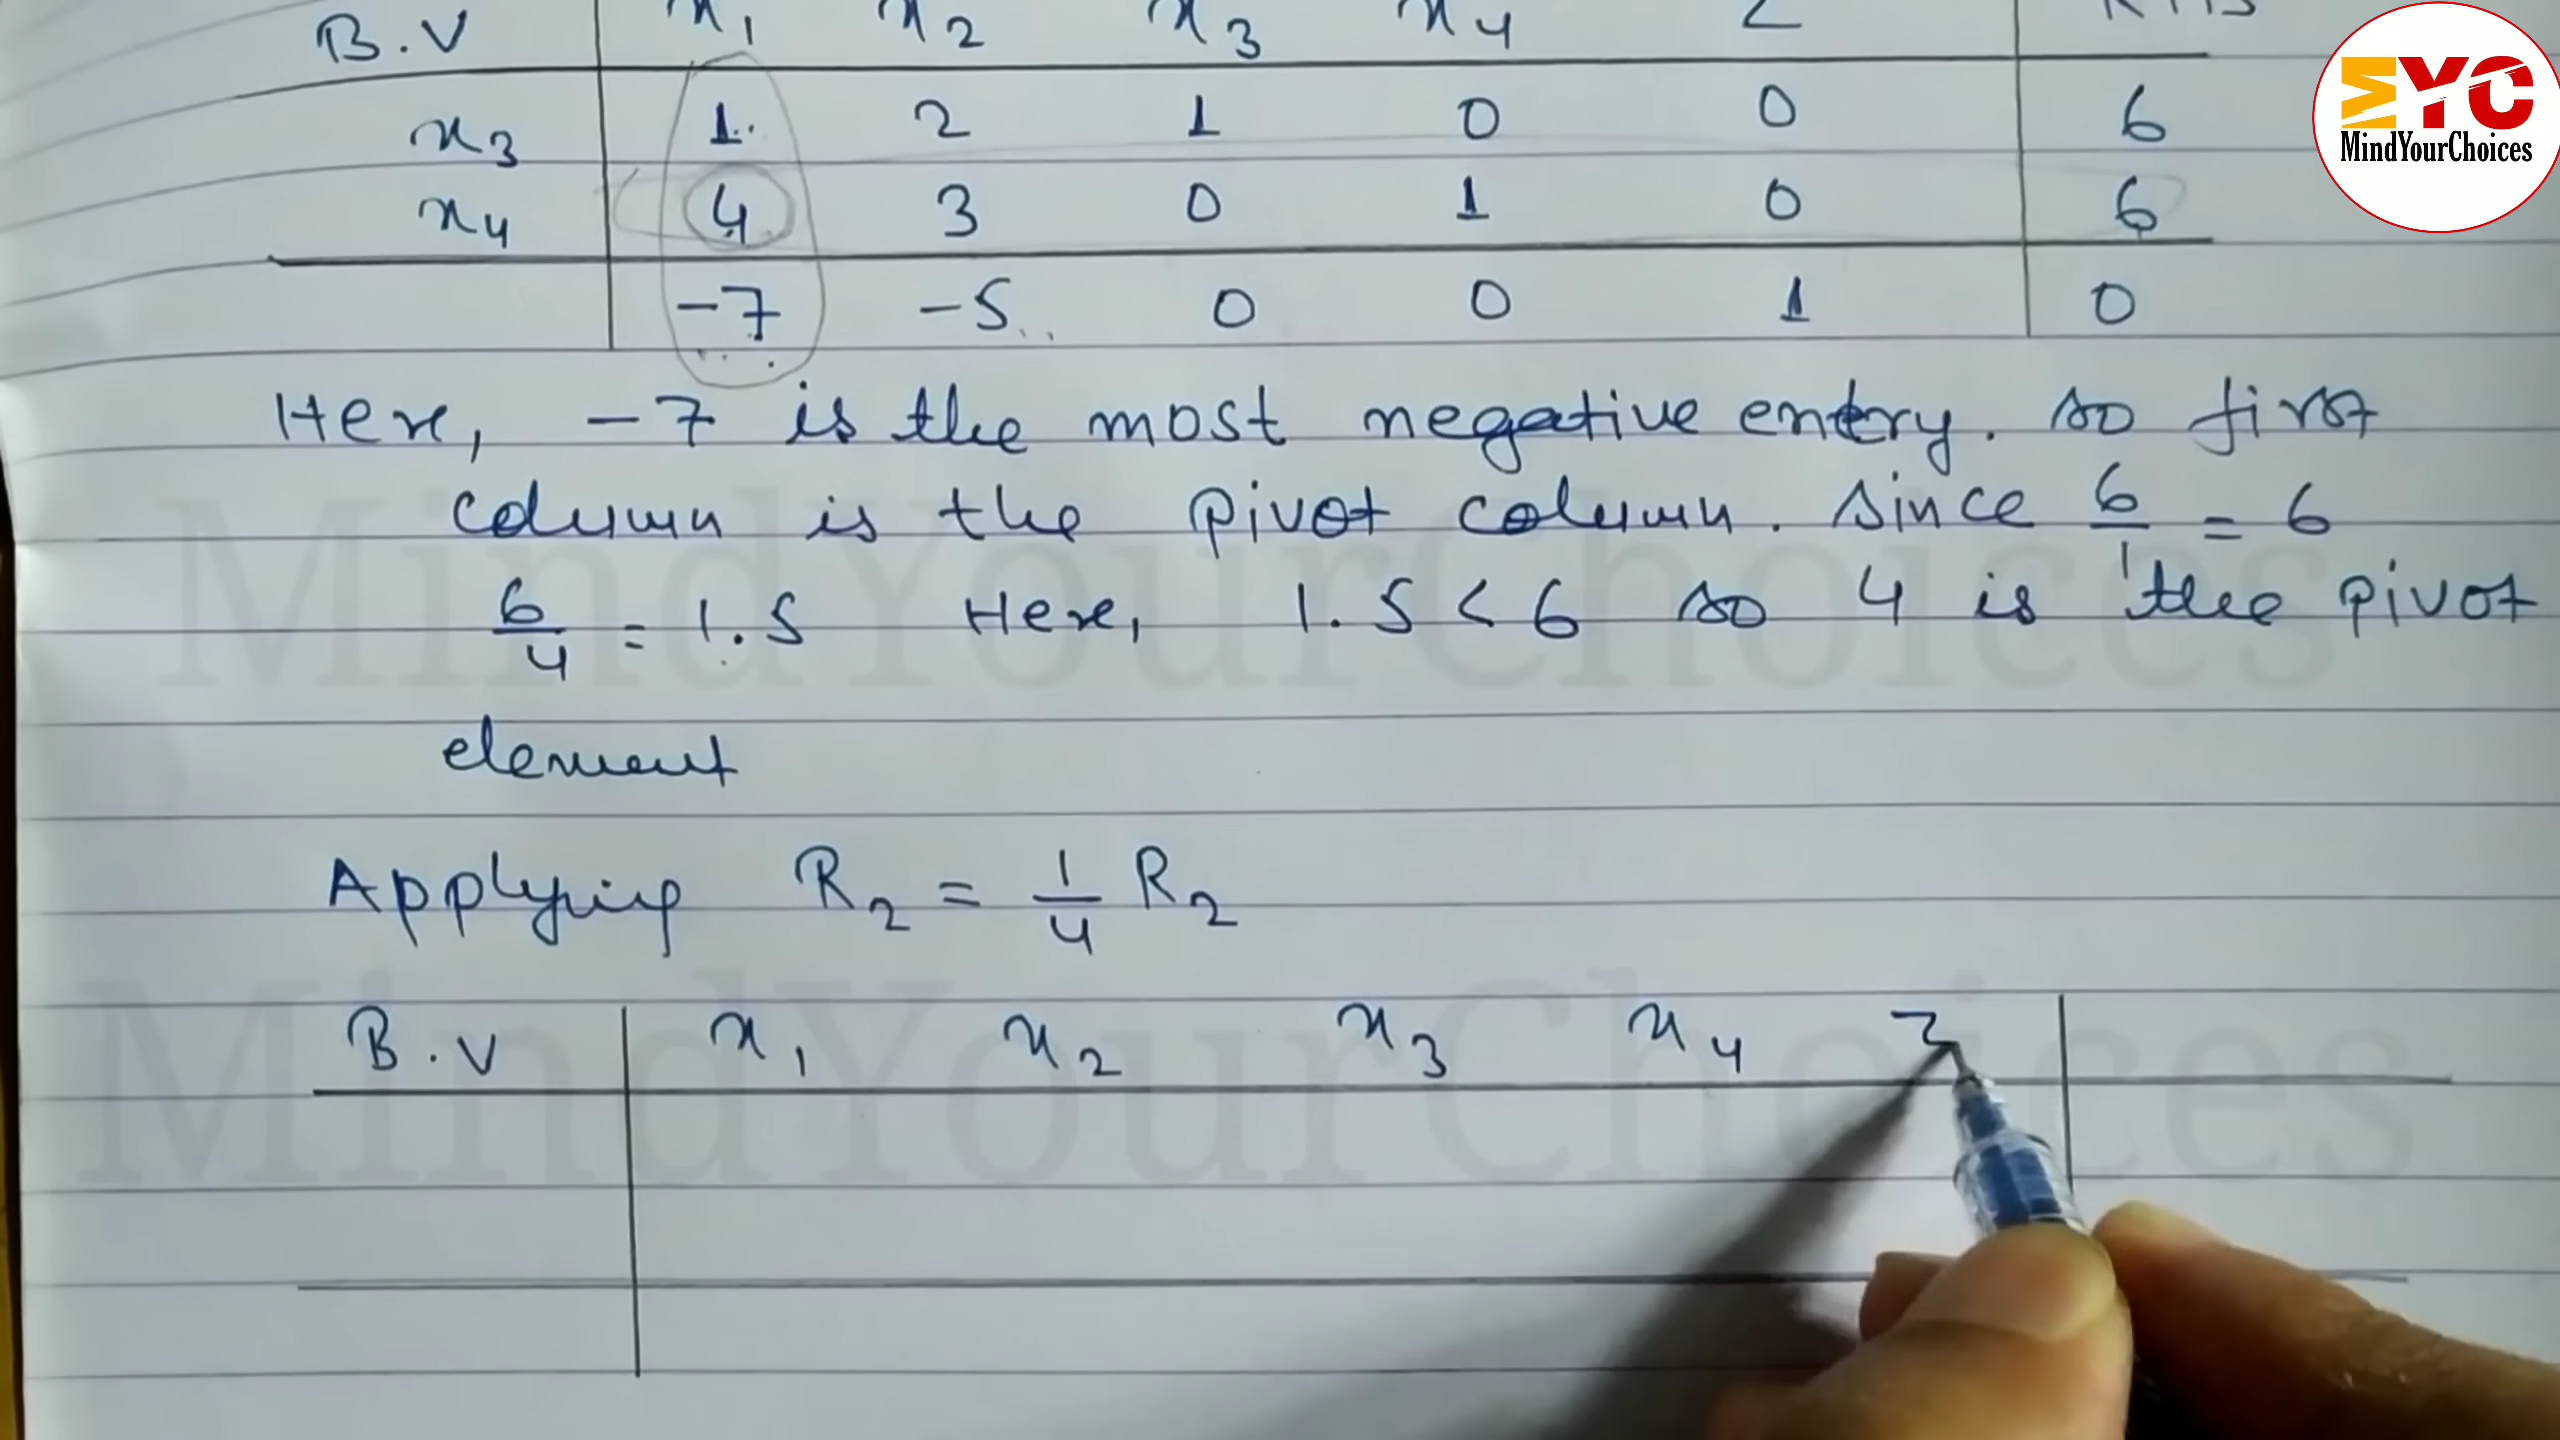 B.V x1 x2 x3 x4 Z RHS
x3 1 2 1 0 0 6
x4 4 3 0 1 0 6
-7 -5 0 0 1 0
Here, -7 is the most negative entry. so first
column is the pivot column. Since 6/1 = 6
6/4 = 1.5 Here, 1.5 < 6 so 4 is the pivot
element
Applying R2 = 1/4 R2
B.V x1 x2 x3 x4 Z
MYC
MindYourChoices
MindYourChoices
MindYourChoices